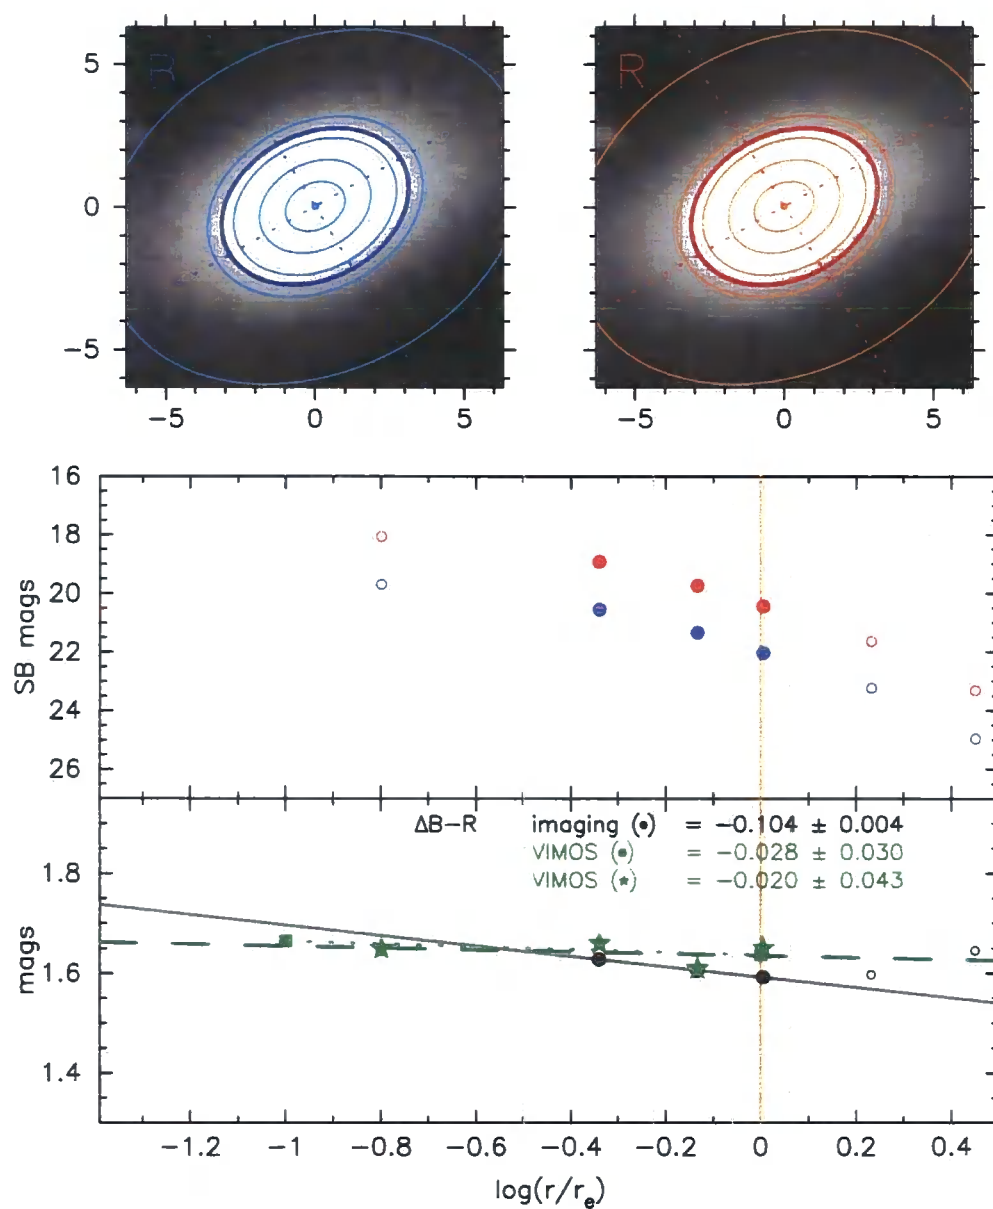 B
R
5
0
−5
−5 0 5
−5 0 5
16
18
20
22
24
26
SB mags
ΔB−R imaging (•) = −0.104 ± 0.004
VIMOS (▪) = −0.028 ± 0.030
VIMOS (★) = −0.020 ± 0.043
1.8
1.6
1.4
mags
−1.2 −1 −0.8 −0.6 −0.4 −0.2 0 0.2 0.4
log(r/rₑ)